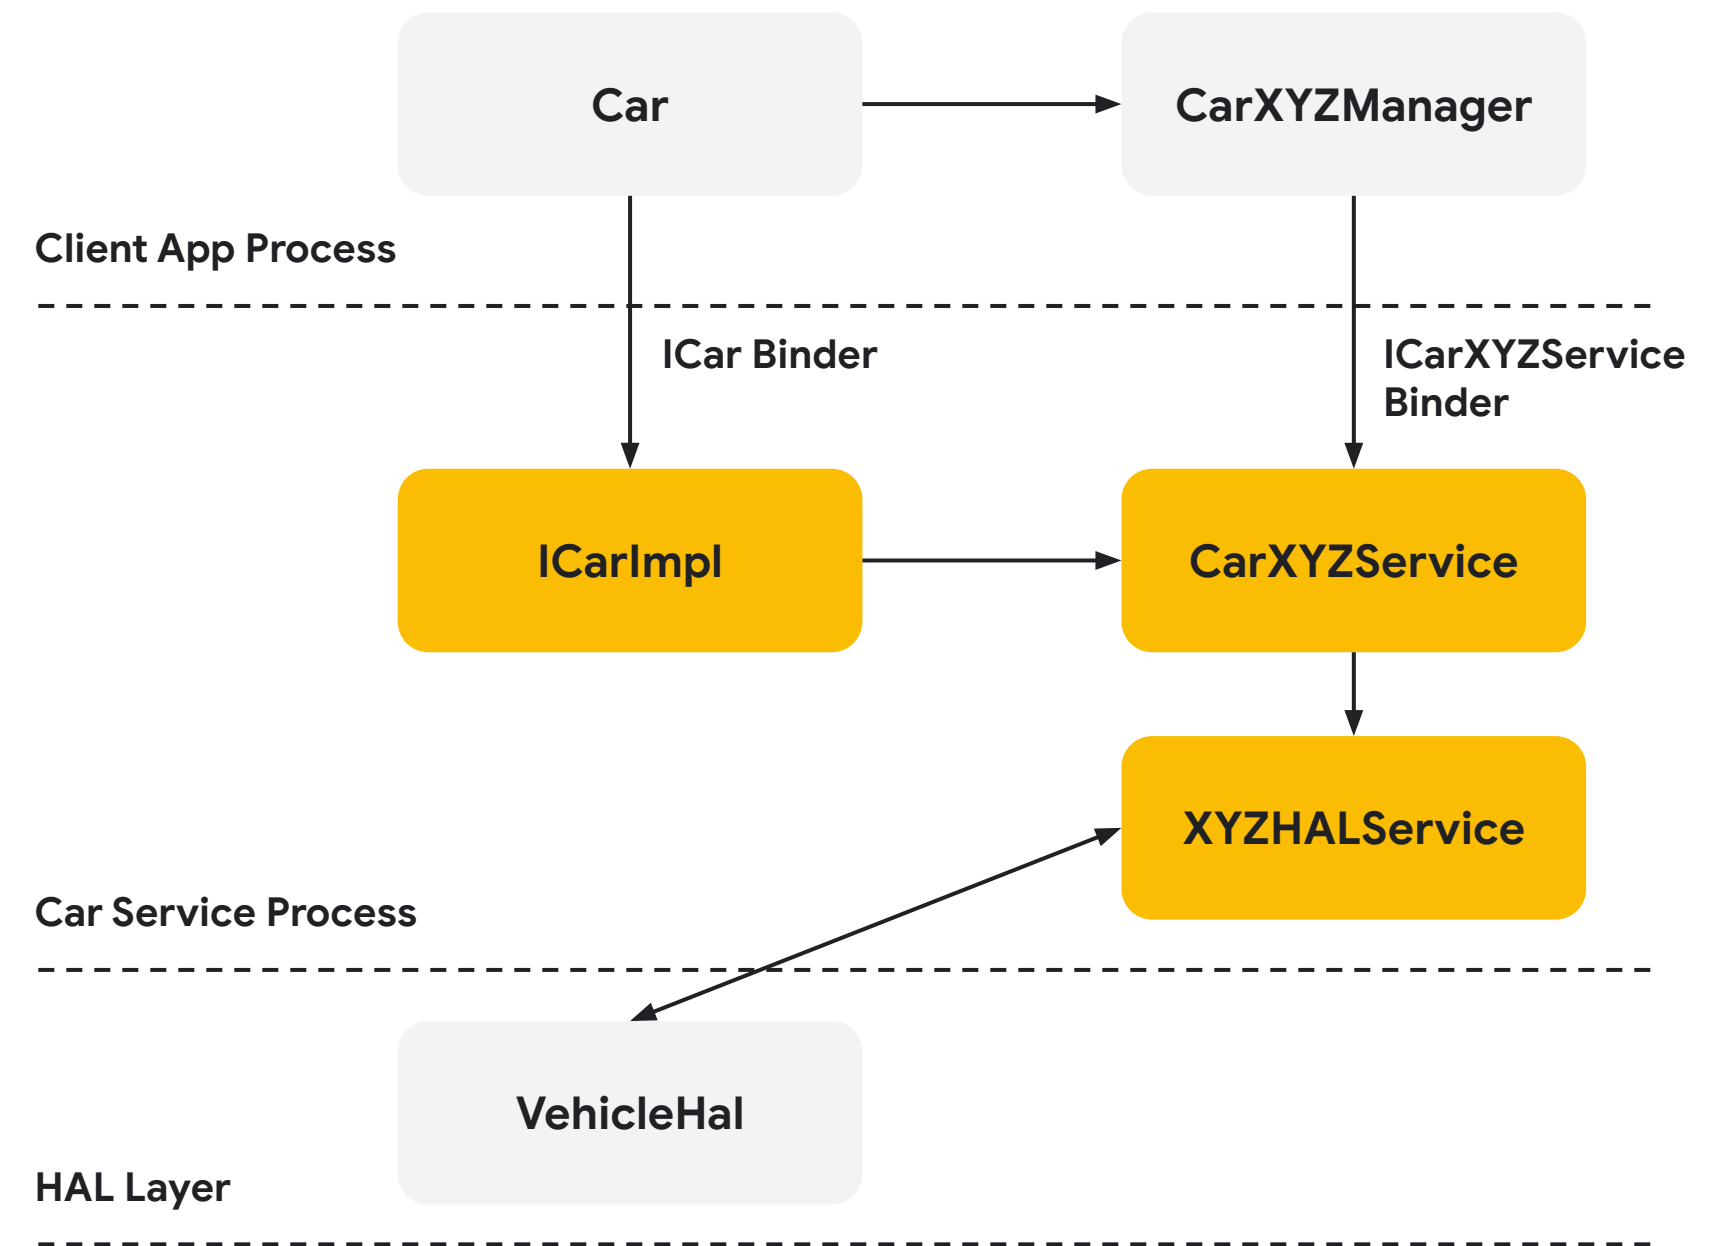 Car
CarXYZManager
Client App Process
ICar Binder
ICarXYZService
Binder
ICarImpl
CarXYZService
XYZHALService
Car Service Process
VehicleHal
HAL Layer